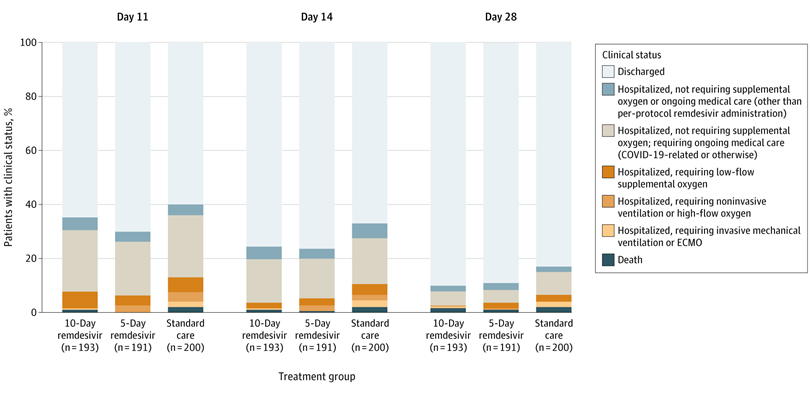 Day 11
Day 14
Day 28
Patients with clinical status, %
100
80
60
40
20
0
10-Day
remdesivir
(n=193)
5-Day
remdesivir
(n=191)
Standard
care
(n=200)
10-Day
remdesivir
(n=193)
5-Day
remdesivir
(n=191)
Standard
care
(n=200)
10-Day
remdesivir
(n=193)
5-Day
remdesivir
(n=191)
Standard
care
(n=200)
Treatment group
Clinical status
Discharged
Hospitalized, not requiring supplemental
oxygen or ongoing medical care (other than
per-protocol remdesivir administration)
Hospitalized, not requiring supplemental
oxygen; requiring ongoing medical care
(COVID-19-related or otherwise)
Hospitalized, requiring low-flow
supplemental oxygen
Hospitalized, requiring noninvasive
ventilation or high-flow oxygen
Hospitalized, requiring invasive mechanical
ventilation or ECMO
Death